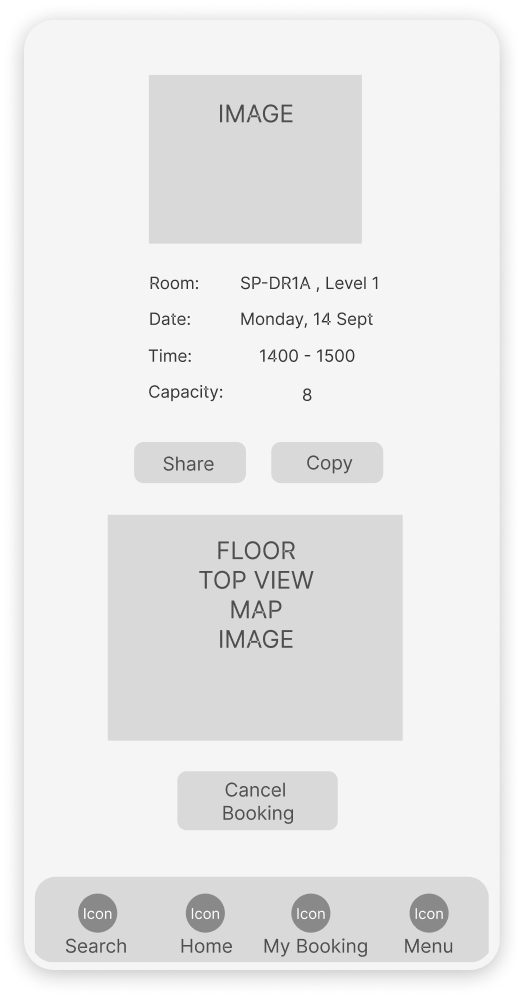 IMAGE
Room: SP-DR1A , Level 1
Date: Monday, 14 Sept
Time: 1400 - 1500
Capacity: 8
Share Copy
FLOOR
TOP VIEW
MAP
IMAGE
Cancel
Booking
Icon Icon Icon Icon
Search Home My Booking Menu